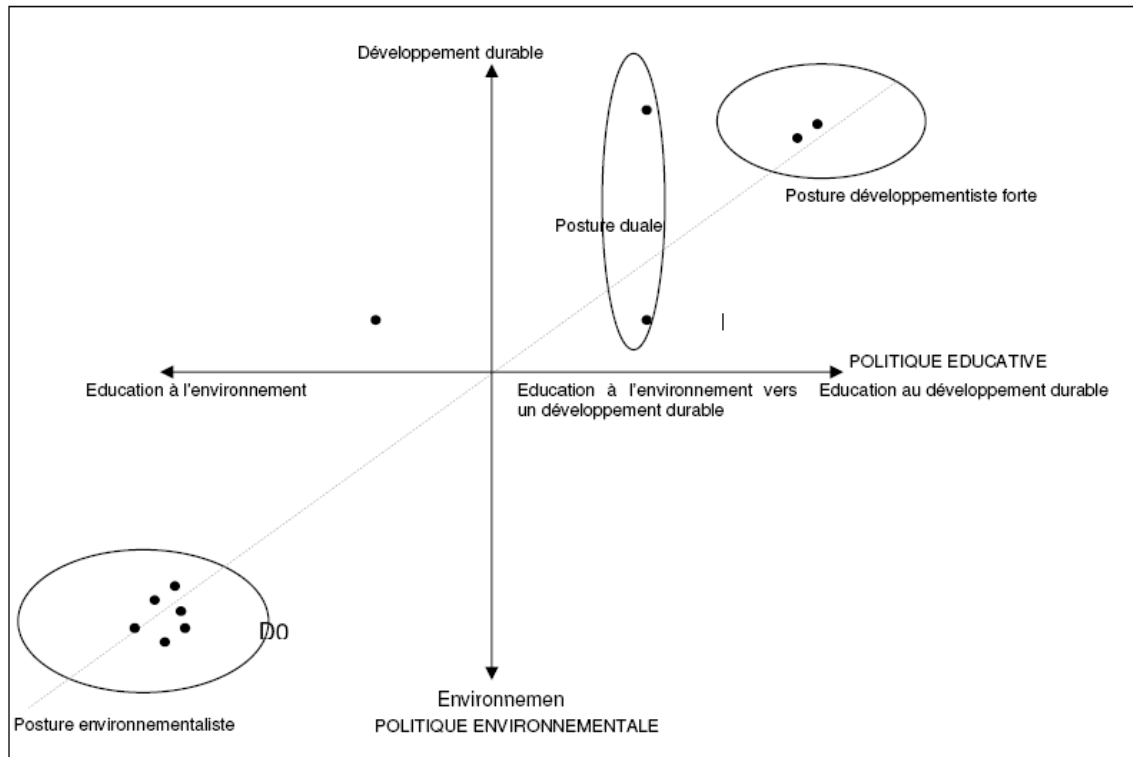 Développement durable
Posture développementiste forte
Posture duale
POLITIQUE EDUCATIVE
Education à l'environnement
Education à l'environnement vers
un développement durable
Education au développement durable
Do
Environnemen
Posture environnementaliste
POLITIQUE ENVIRONNEMENTALE